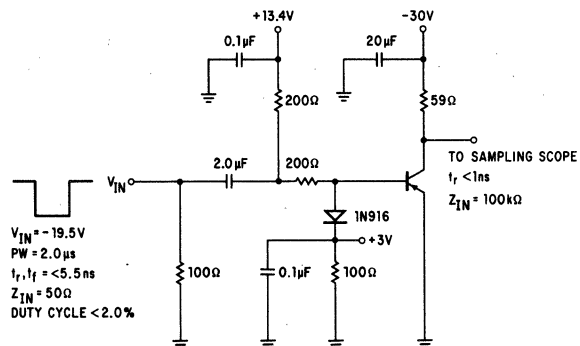 +13.4V
-30V
0.1µF
20µF
200Ω
59Ω
TO SAMPLING SCOPE
tr <1ns
ZIN = 100kΩ
2.0µF
200Ω
VIN
1N916
+3V
VIN = -19.5V
PW = 2.0µs
tr, tf = <5.5ns
ZIN = 50Ω
DUTY CYCLE <2.0%
100Ω
0.1µF
100Ω